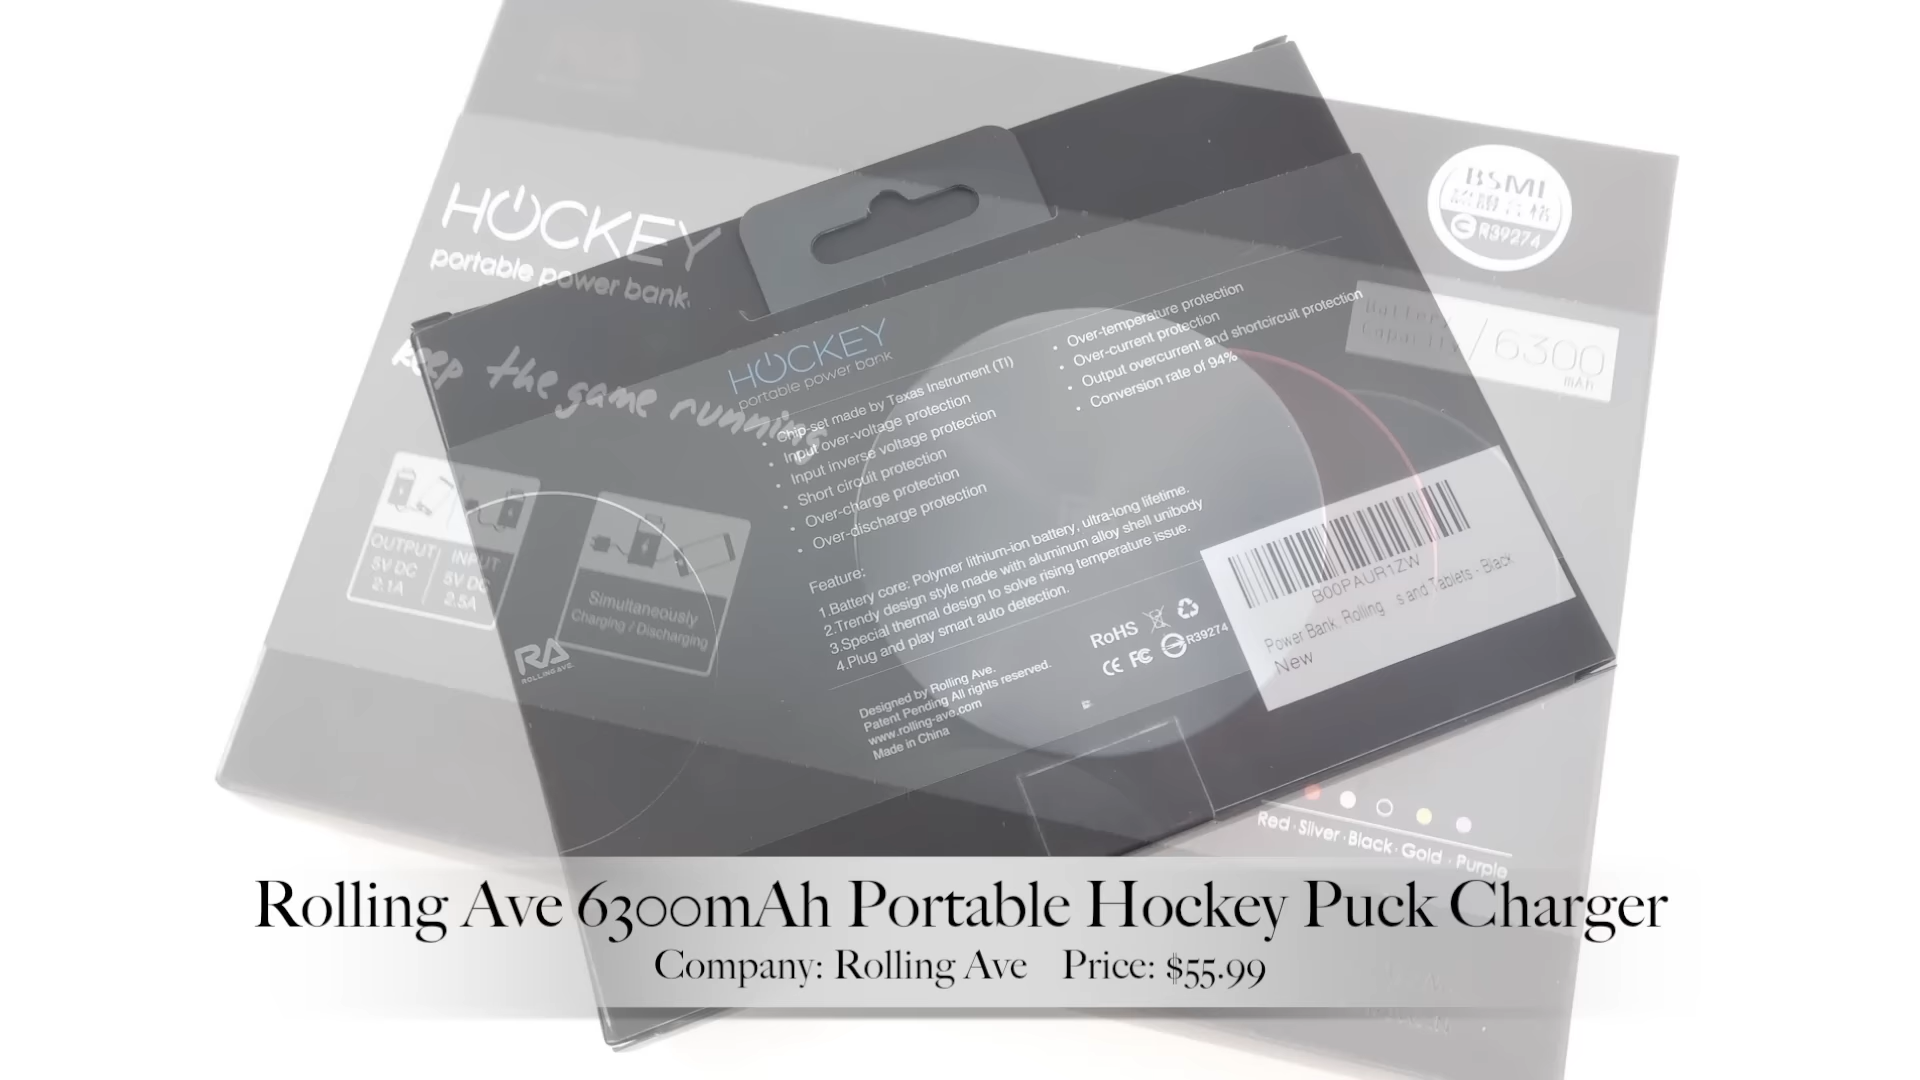 HOCKEY
portable power bank.
keep the game running
OUTPUT
5V DC
2.1A
INPUT
5V DC
2.5A
Simultaneously
Charging / Discharging
BSMI
R39274
Battery
Capacity
6300
mAh
HOCKEY
portable power bank
• Chip-set made by Texas Instrument (TI)
• Input over-voltage protection
• Input inverse voltage protection
• Short circuit protection
• Over-charge protection
• Over-discharge protection
• Over-temperature protection
• Over-current protection
• Output overcurrent and shortcircuit protection
• Conversion rate of 94%
Feature:
1.Battery core: Polymer lithium-ion battery, ultra-long lifetime.
2.Trendy design style made with aluminum alloy shell unibody
3.Special thermal design to solve rising temperature issue.
4.Plug and play smart auto detection.
RA
ROLLING AVE.
Designed by Rolling Ave.
Patent Pending All rights reserved.
www.rolling-ave.com
Made in China
RoHS
CE FC R39274
B00PAUR1ZW
Power Bank, Rolling s and Tablets - Black
New
Red · Silver · Black · Gold · Purple
Rolling Ave 6300mAh Portable Hockey Puck Charger
Company: Rolling Ave Price: $55.99